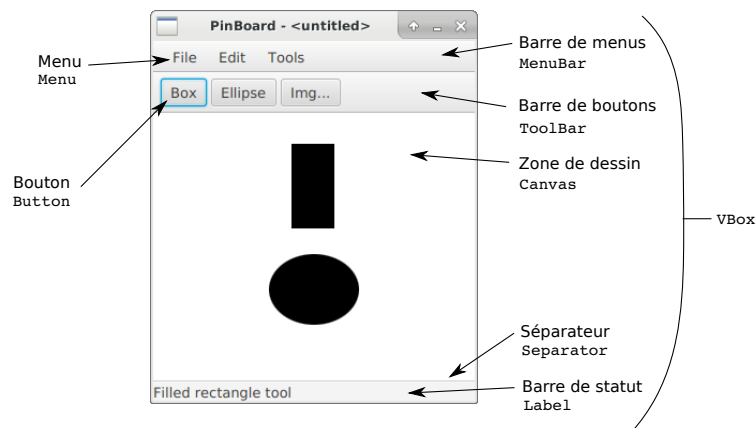 PinBoard - <untitled>
Menu
Menu
File Edit Tools
Barre de menus
MenuBar
Box Ellipse Img...
Barre de boutons
ToolBar
Bouton
Button
Zone de dessin
Canvas
VBox
Séparateur
Separator
Filled rectangle tool
Barre de statut
Label